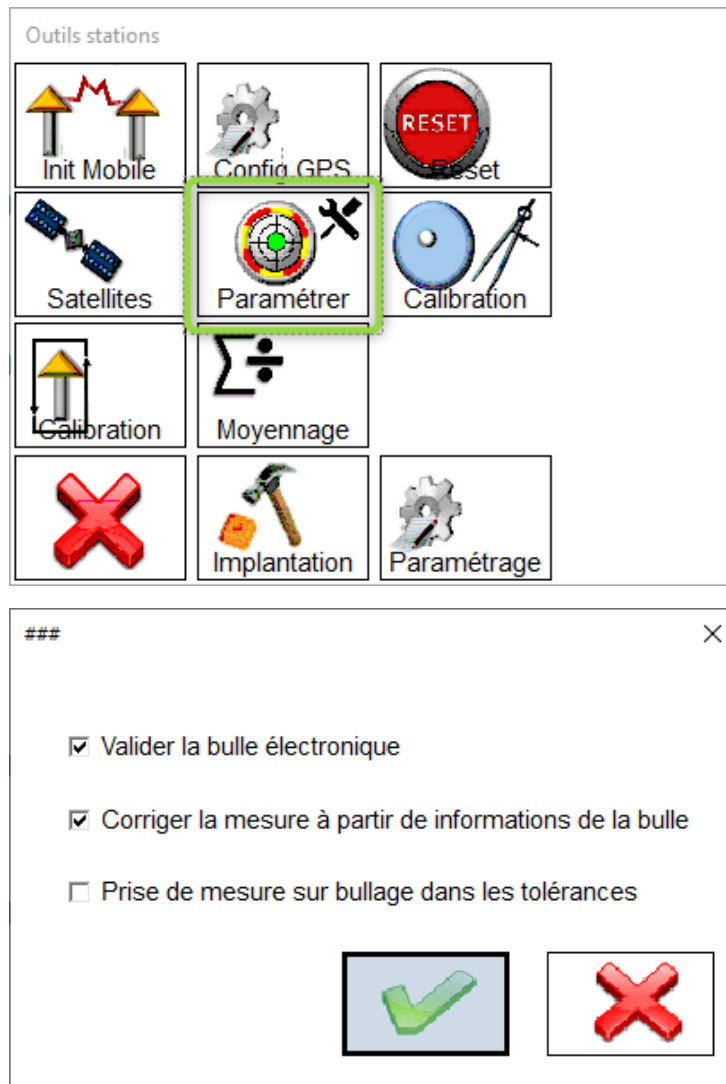 Outils stations
Init Mobile
Config GPS
RESET
Reset
Satellites
Paramétrer
Calibration
Calibration
Moyennage
Implantation
Paramétrage
###
Valider la bulle électronique
Corriger la mesure à partir de informations de la bulle
Prise de mesure sur bullage dans les tolérances